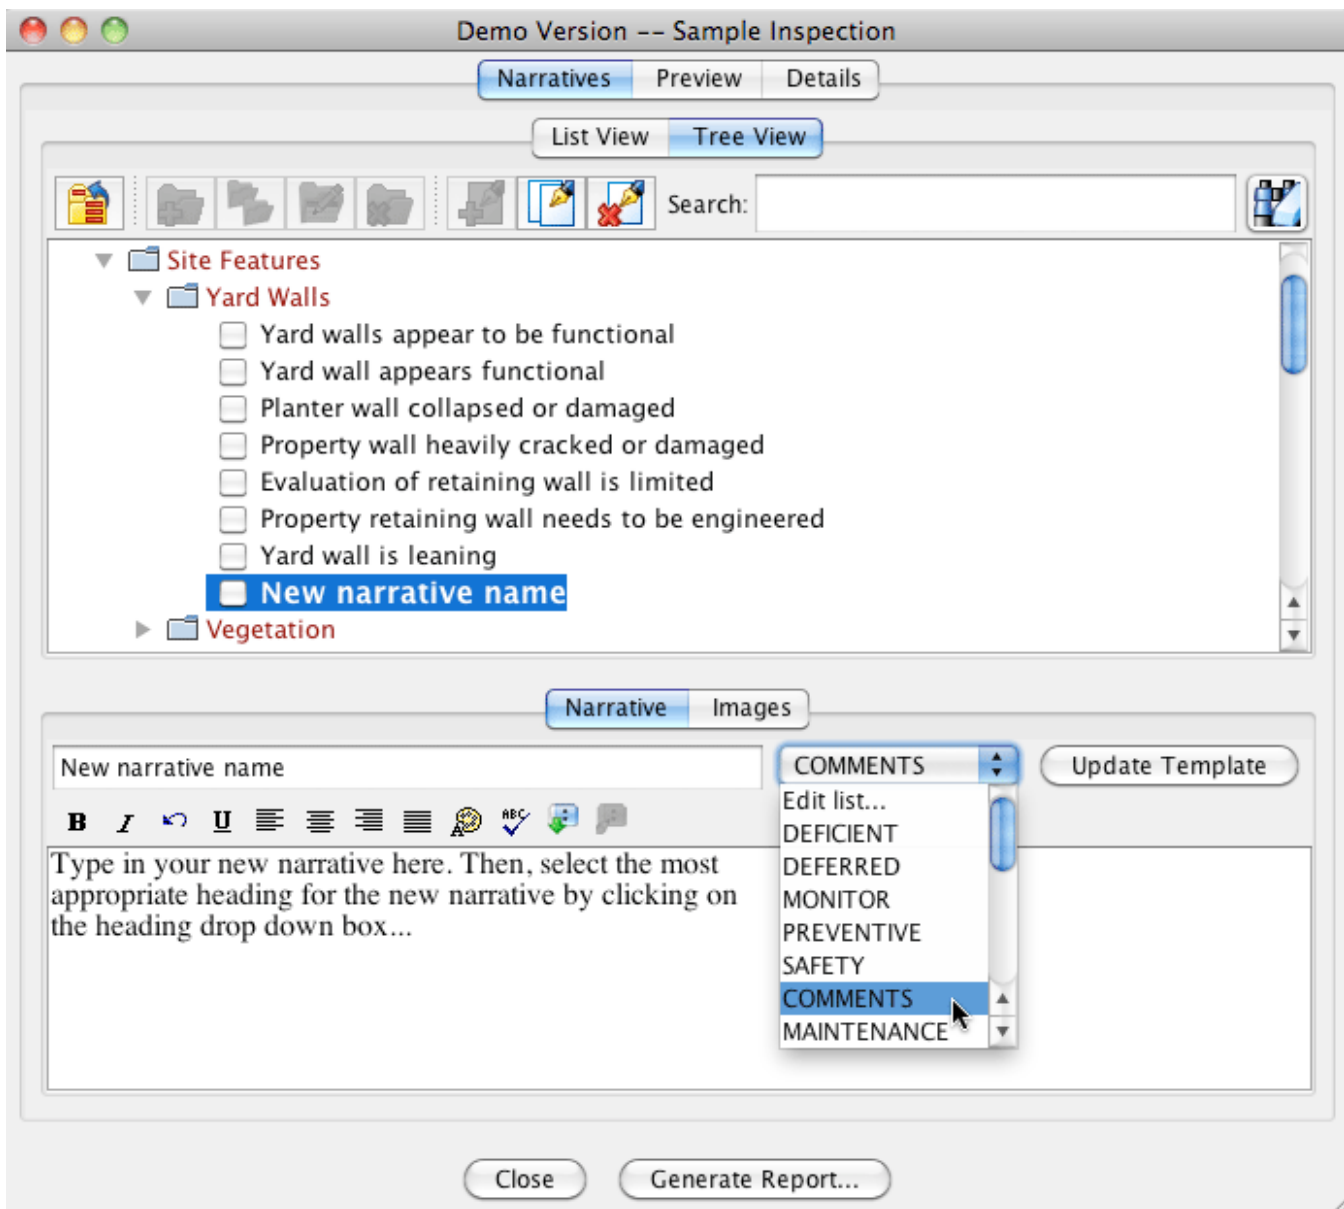 Demo Version -- Sample Inspection
Narratives Preview Details
List View Tree View
Search:
Site Features
Yard Walls
Yard walls appear to be functional
Yard wall appears functional
Planter wall collapsed or damaged
Property wall heavily cracked or damaged
Evaluation of retaining wall is limited
Property retaining wall needs to be engineered
Yard wall is leaning
New narrative name
Vegetation
Narrative Images
New narrative name COMMENTS Update Template
B I U ABC
Edit list...
DEFICIENT
DEFERRED
MONITOR
PREVENTIVE
SAFETY
COMMENTS
MAINTENANCE
Type in your new narrative here. Then, select the most
appropriate heading for the new narrative by clicking on
the heading drop down box...
Close Generate Report...